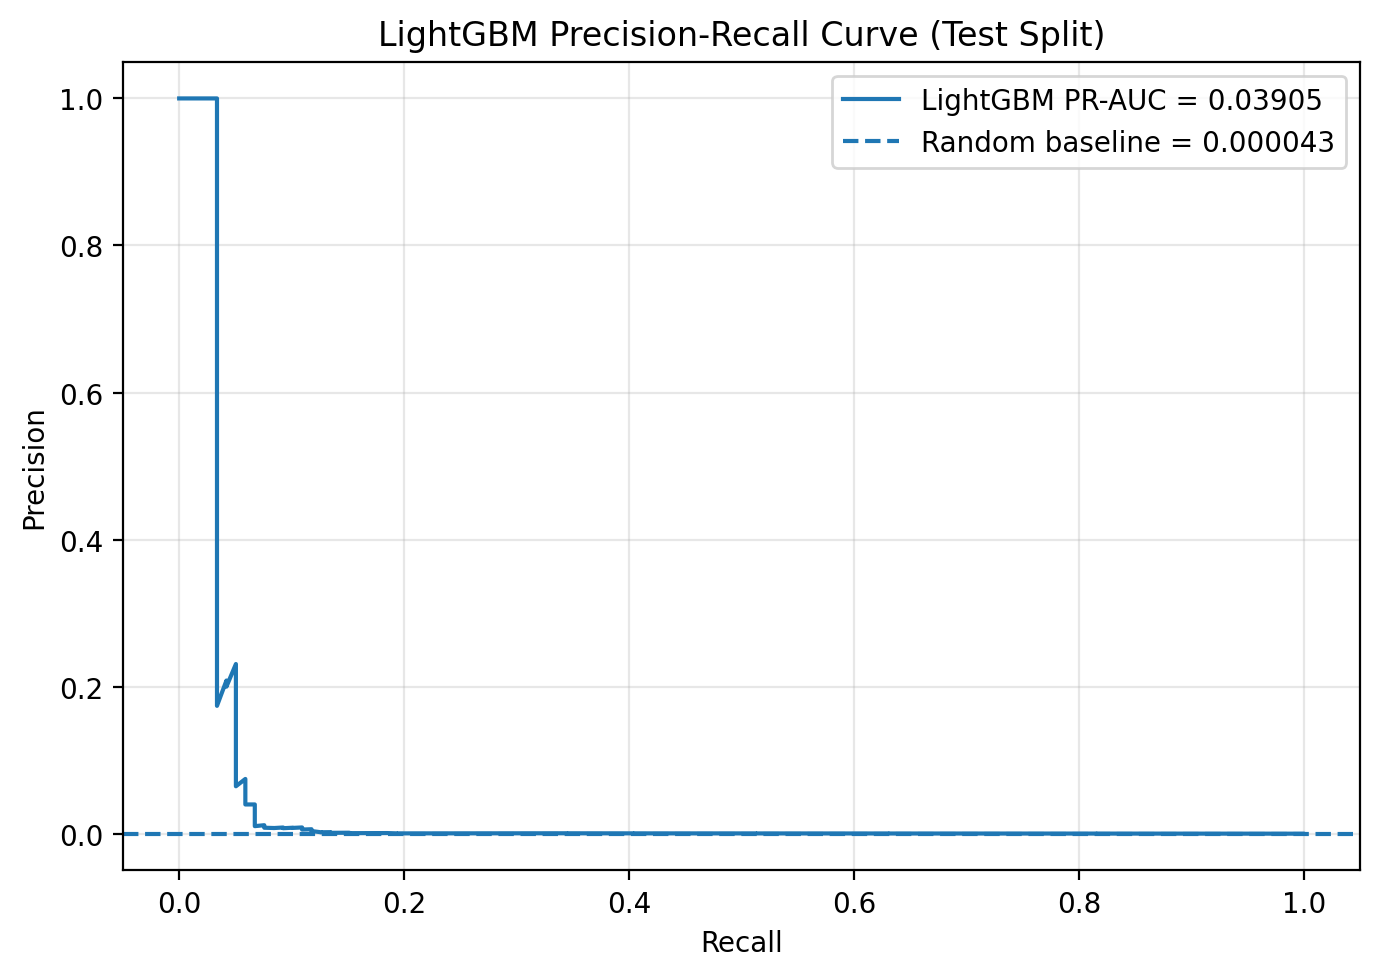 LightGBM Precision-Recall Curve (Test Split)
LightGBM PR-AUC = 0.03905
Random baseline = 0.000043
Precision
1.0
0.8
0.6
0.4
0.2
0.0
0.0 0.2 0.4 0.6 0.8 1.0
Recall